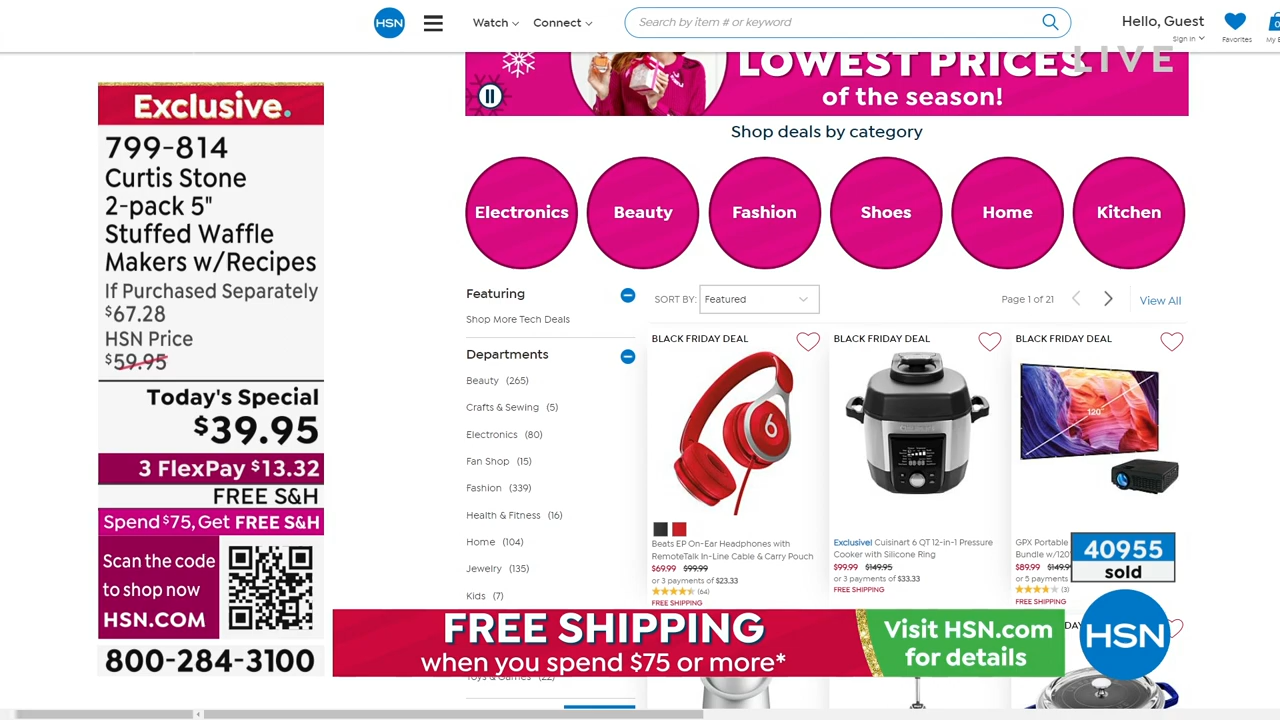 HSN
Watch
Connect
Search by item # or keyword
Hello, Guest
Sign In
Favorites
LOWEST PRICES
LIVE
of the season!
Shop deals by category
Electronics
Beauty
Fashion
Shoes
Home
Kitchen
Exclusive.
799-814
Curtis Stone
2-pack 5"
Stuffed Waffle
Makers w/Recipes
If Purchased Separately
$67.28
HSN Price
$59.95
Today's Special
$39.95
3 FlexPay $13.32
FREE S&H
Spend $75, Get FREE S&H
Scan the code
to shop now
HSN.COM
800-284-3100
Featuring
Shop More Tech Deals
Departments
Beauty (265)
Crafts & Sewing (5)
Electronics (80)
Fan Shop (15)
Fashion (339)
Health & Fitness (16)
Home (104)
Jewelry (135)
Kids (7)
Toys & Games (22)
SORT BY: Featured
Page 1 of 21
View All
BLACK FRIDAY DEAL
Beats EP On-Ear Headphones with
RemoteTalk In-Line Cable & Carry Pouch
$69.99 $99.99
or 3 payments of $23.33
(64)
FREE SHIPPING
BLACK FRIDAY DEAL
Cuisinart
Exclusive! Cuisinart 6 QT 12-in-1 Pressure
Cooker with Silicone Ring
$99.99 $149.95
or 3 payments of $33.33
FREE SHIPPING
BLACK FRIDAY DEAL
120"
GPX Portable
Bundle w/120
$89.99 $149.9
or 5 payments
(3)
FREE SHIPPING
40955
sold
FREE SHIPPING
when you spend $75 or more*
Visit HSN.com
for details
HSN